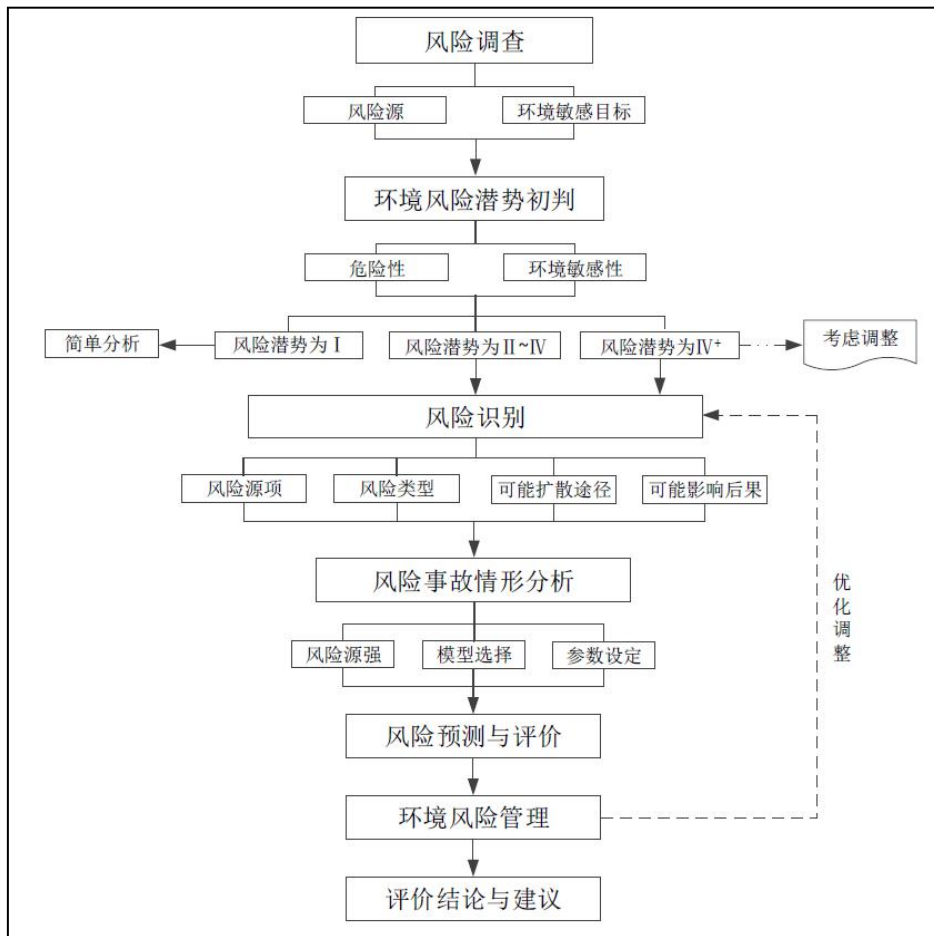 风险调查
风险源
环境敏感目标
环境风险潜势初判
危险性
环境敏感性
简单分析
风险潜势为Ⅰ
风险潜势为Ⅱ~Ⅳ
风险潜势为Ⅳ⁺
考虑调整
风险识别
风险源项
风险类型
可能扩散途径
可能影响后果
风险事故情形分析
优化调整
风险源强
模型选择
参数设定
风险预测与评价
环境风险管理
评价结论与建议